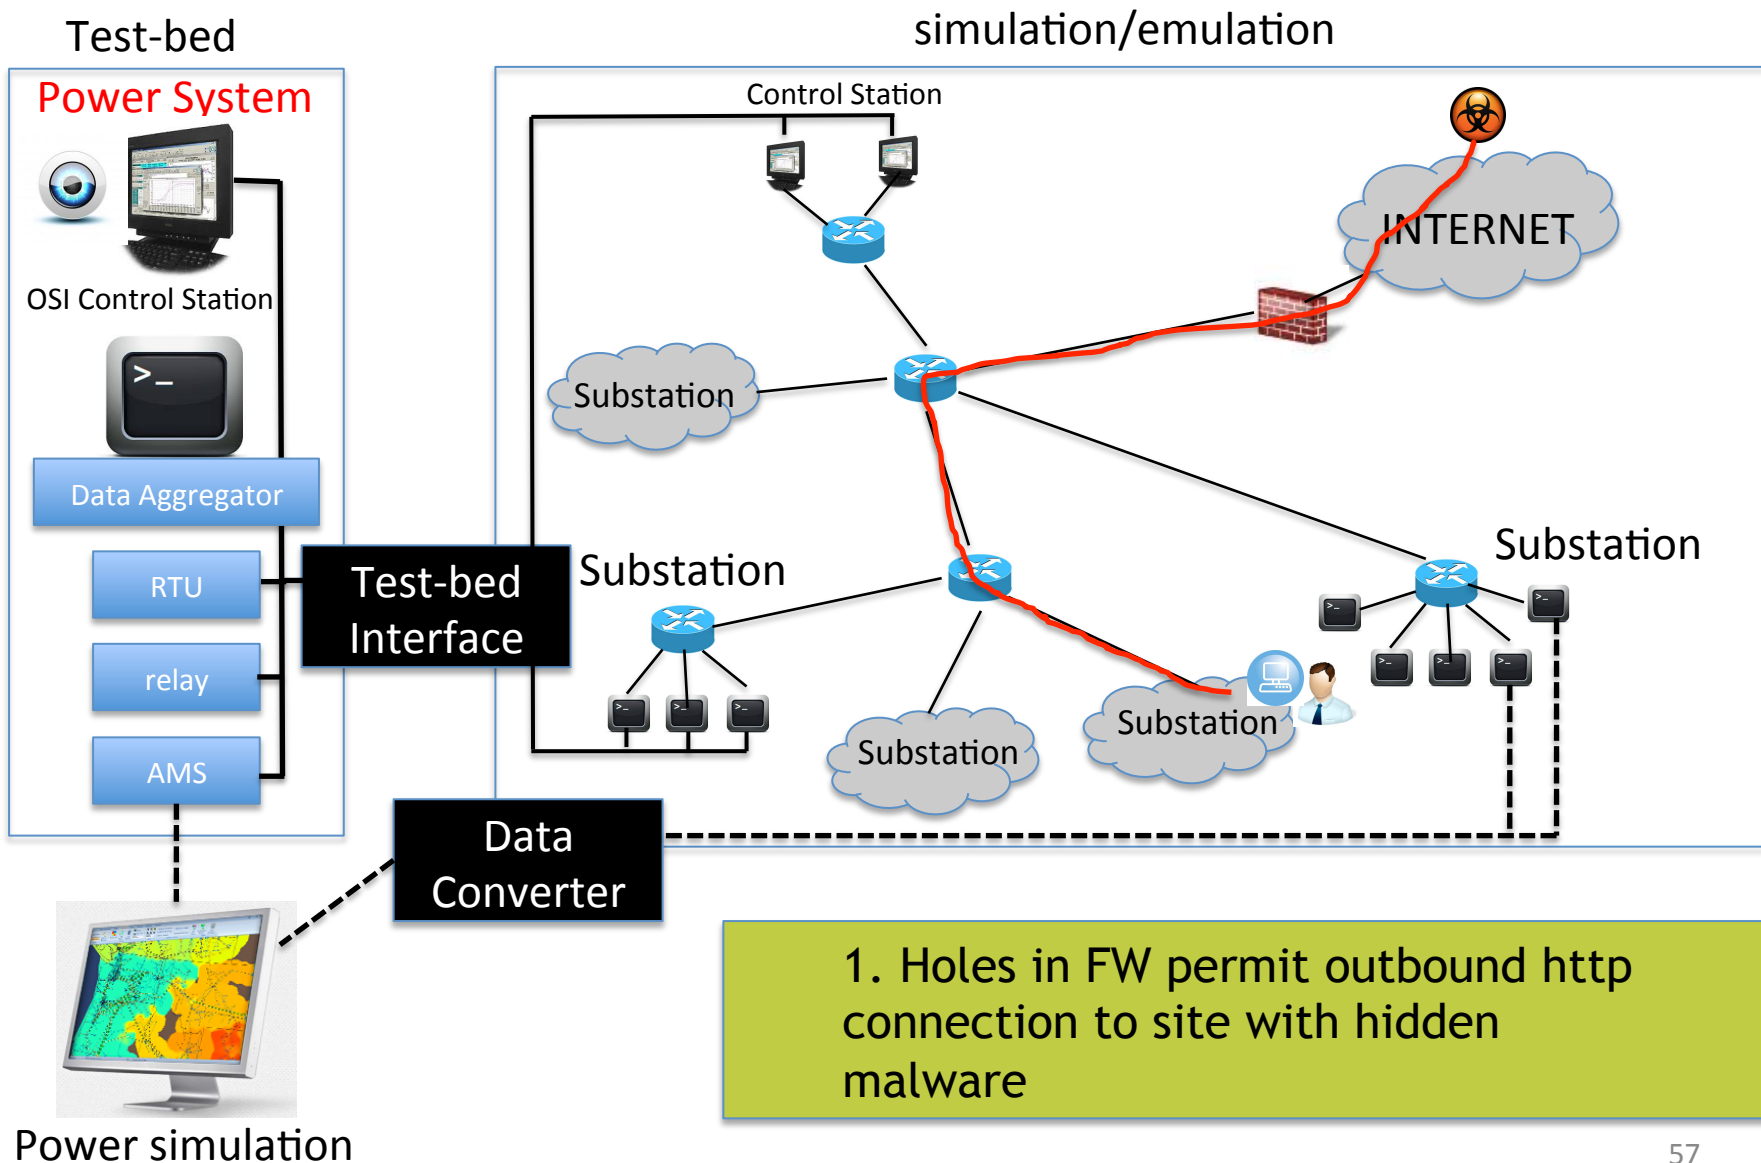 Test-bed
simulation/emulation
Power System
Control Station
INTERNET
OSI Control Station
>_
Substation
Data Aggregator
RTU
relay
AMS
Test-bed
Interface
Substation
Substation
>_
>_
>_
>_
>_
>_
>_
>_
Substation
Substation
Data
Converter
1. Holes in FW permit outbound http
connection to site with hidden
malware
Power simulation
57